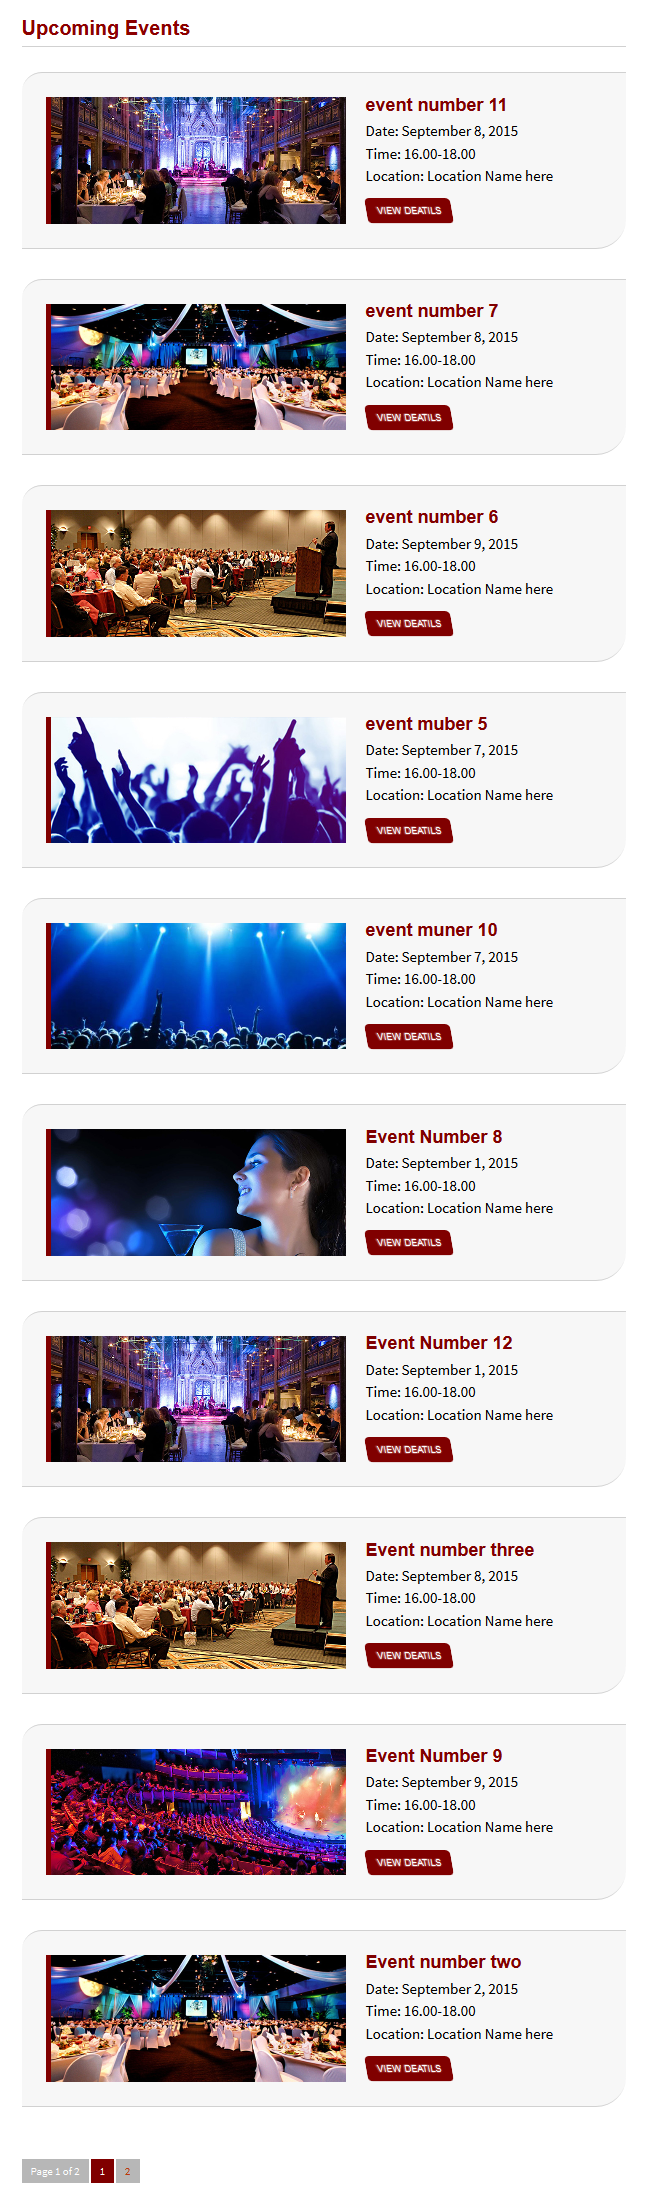 Upcoming Events
event number 11
Date: September 8, 2015
Time: 16.00-18.00
Location: Location Name here
VIEW DEATILS
event number 7
Date: September 8, 2015
Time: 16.00-18.00
Location: Location Name here
VIEW DEATILS
event number 6
Date: September 9, 2015
Time: 16.00-18.00
Location: Location Name here
VIEW DEATILS
event muber 5
Date: September 7, 2015
Time: 16.00-18.00
Location: Location Name here
VIEW DEATILS
event muner 10
Date: September 7, 2015
Time: 16.00-18.00
Location: Location Name here
VIEW DEATILS
Event Number 8
Date: September 1, 2015
Time: 16.00-18.00
Location: Location Name here
VIEW DEATILS
Event Number 12
Date: September 1, 2015
Time: 16.00-18.00
Location: Location Name here
VIEW DEATILS
Event number three
Date: September 8, 2015
Time: 16.00-18.00
Location: Location Name here
VIEW DEATILS
Event Number 9
Date: September 9, 2015
Time: 16.00-18.00
Location: Location Name here
VIEW DEATILS
Event number two
Date: September 2, 2015
Time: 16.00-18.00
Location: Location Name here
VIEW DEATILS
Page 1 of 2 1 2